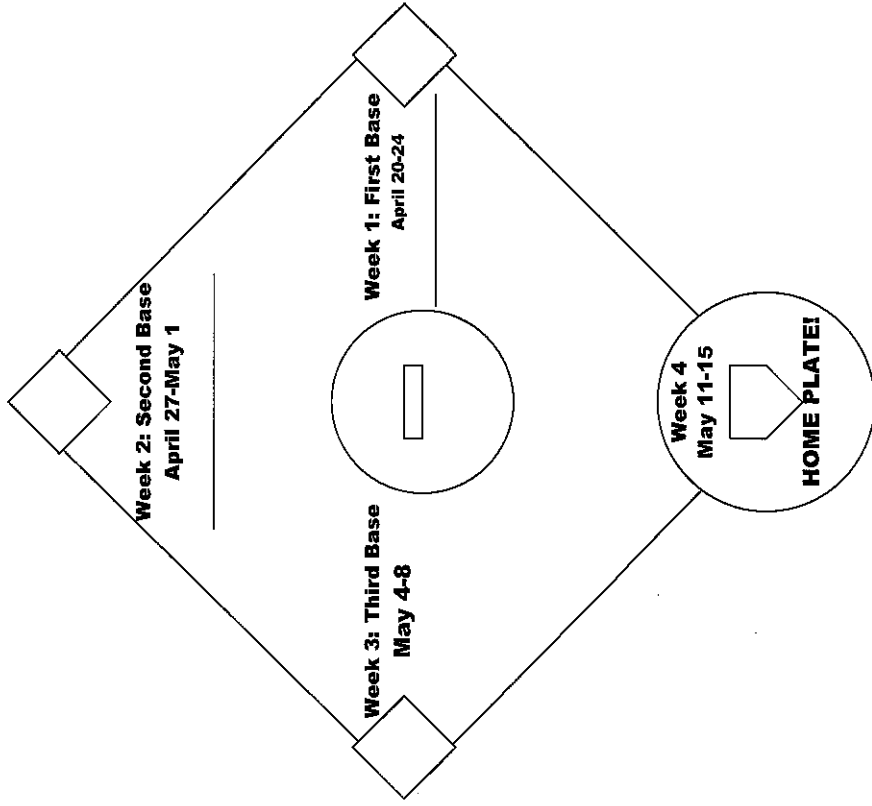 Week 1: First Base
April 20-24
Week 2: Second Base
April 27-May 1
Week 3: Third Base
May 4-8
Week 4
May 11-15
HOME PLATE!